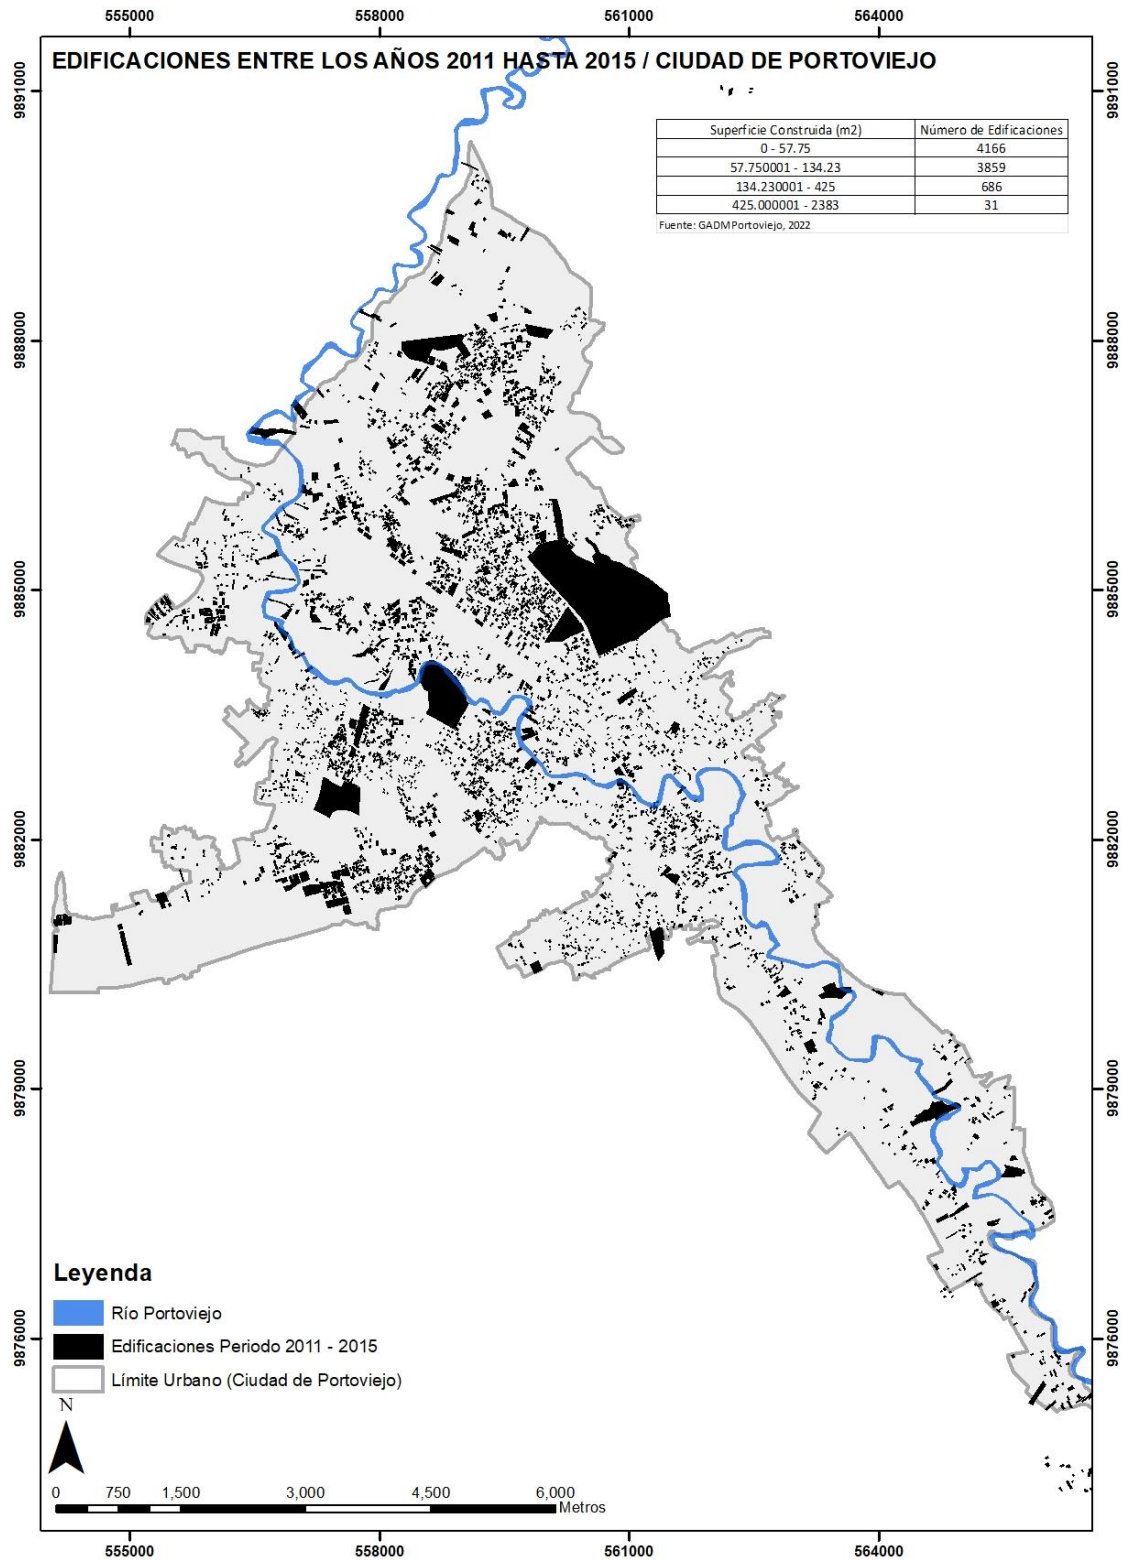 555000 558000 561000 564000
EDIFICACIONES ENTRE LOS AÑOS 2011 HASTA 2015 / CIUDAD DE PORTOVIEJO
9891000 9891000
Superficie Construida (m2) Número de Edificaciones
0 - 57.75 4166
57.750001 - 134.23 3859
134.230001 - 425 686
425.000001 - 2383 31
Fuente: GADMPortoviejo, 2022
9888000 9888000
9885000 9885000
9882000 9882000
9879000 9879000
9876000 9876000
Leyenda
Río Portoviejo
Edificaciones Periodo 2011 - 2015
Límite Urbano (Ciudad de Portoviejo)
N
0 750 1,500 3,000 4,500 6,000
Metros
555000 558000 561000 564000